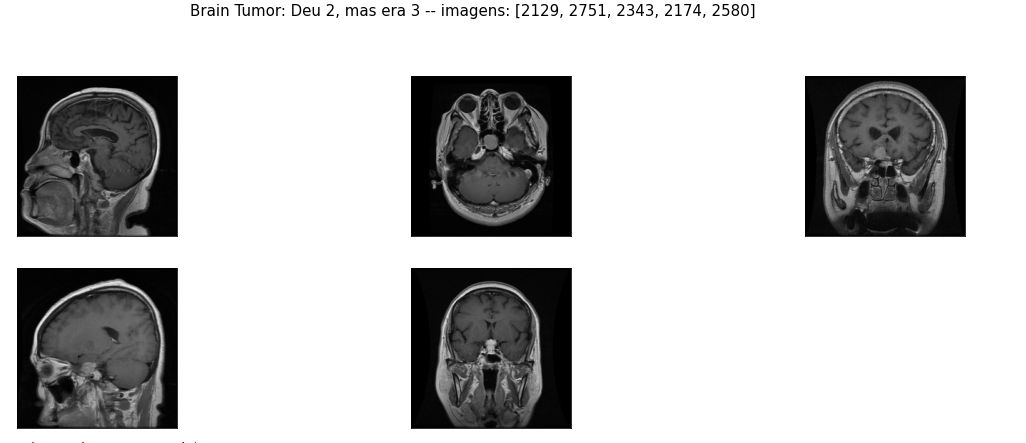 Brain Tumor: Deu 2, mas era 3 -- imagens: [2129, 2751, 2343, 2174, 2580]